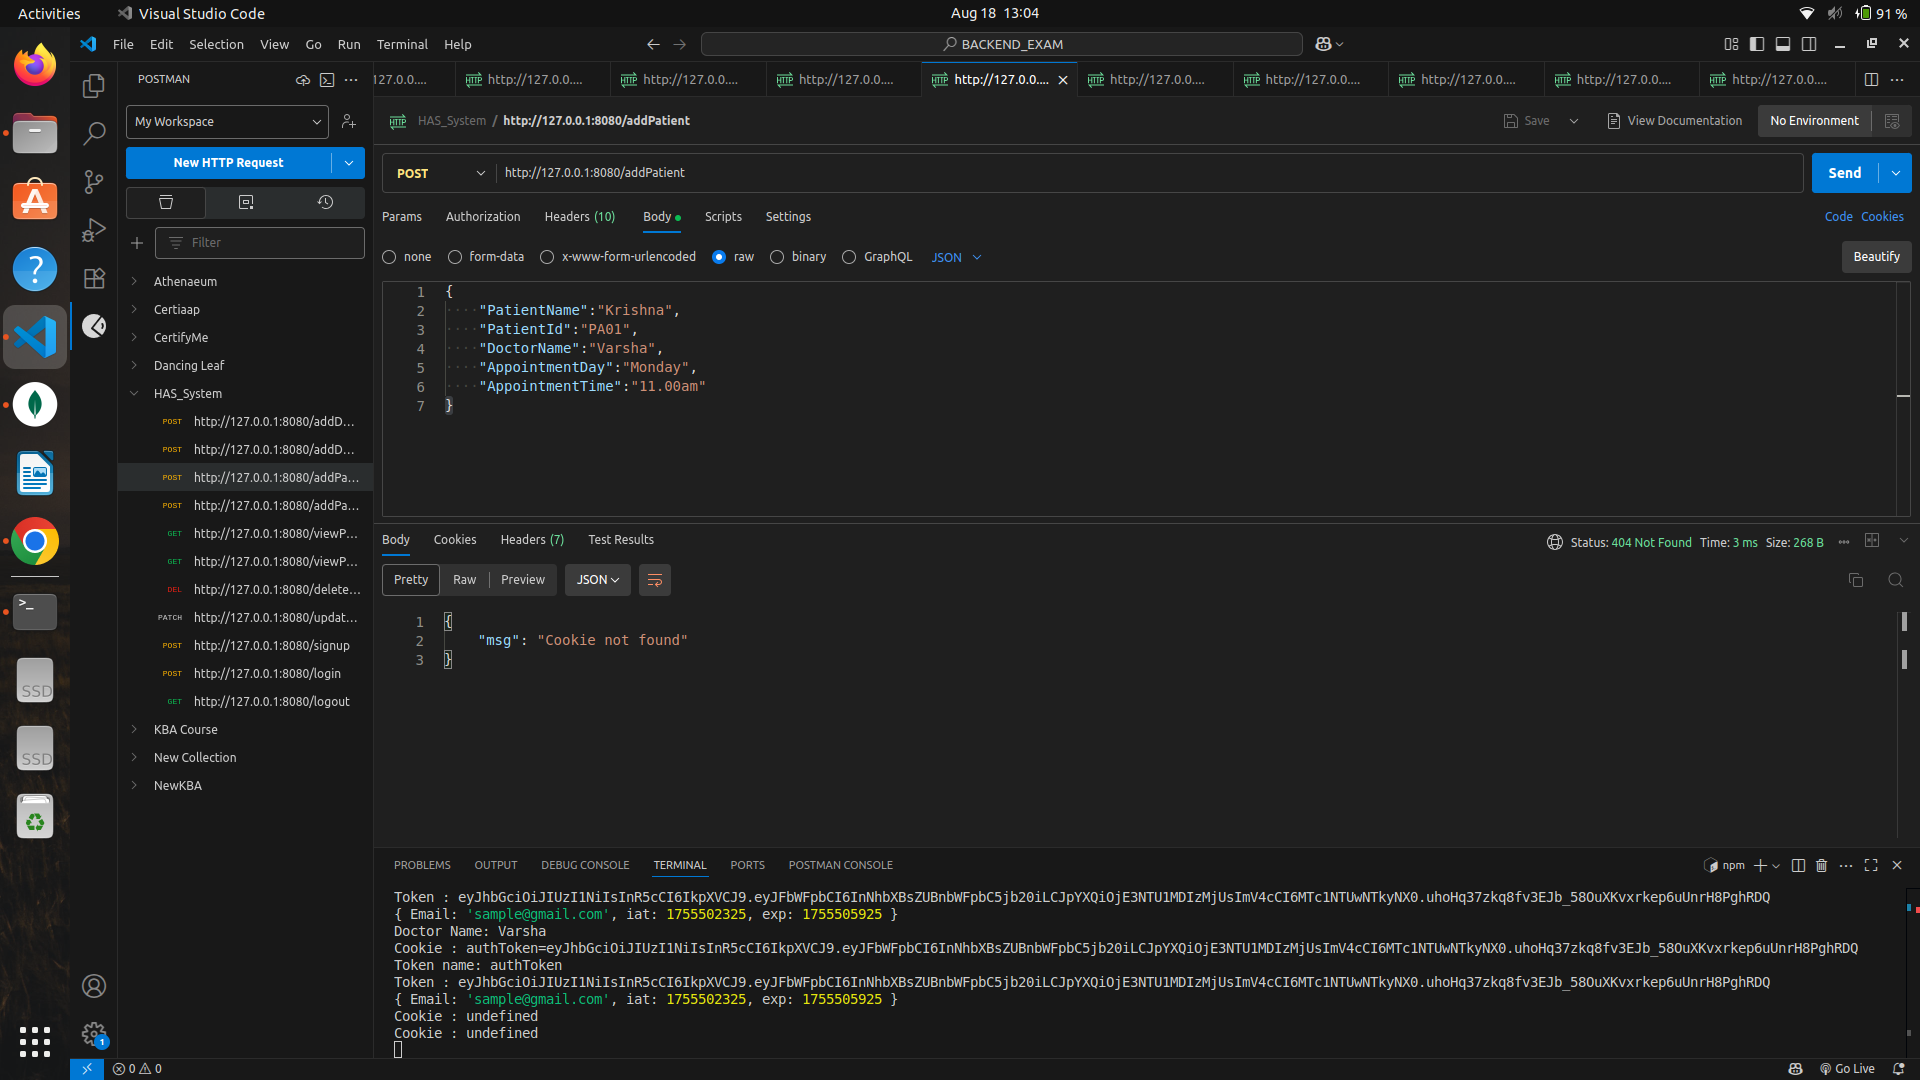 Activities
Visual Studio Code
Aug 18 13:04
91 %
File Edit Selection View Go Run Terminal Help
BACKEND_EXAM
POSTMAN
127.0.0.... http://127.0.0.... http://127.0.0.... http://127.0.0.... http://127.0.0.... http://127.0.0.... http://127.0.0.... http://127.0.0.... http://127.0.0.... http://127.0.0....
My Workspace
HTTP HAS_System / http://127.0.0.1:8080/addPatient
Save View Documentation No Environment
New HTTP Request
POST http://127.0.0.1:8080/addPatient Send
Params Authorization Headers (10) Body Scripts Settings Code Cookies
Filter
none form-data x-www-form-urlencoded raw binary GraphQL JSON Beautify
Athenaeum
Certiaap
CertifyMe
Dancing Leaf
HAS_System
POST http://127.0.0.1:8080/addD...
POST http://127.0.0.1:8080/addD...
POST http://127.0.0.1:8080/addPa...
POST http://127.0.0.1:8080/addPa...
GET http://127.0.0.1:8080/viewP...
GET http://127.0.0.1:8080/viewP...
DEL http://127.0.0.1:8080/delete...
PATCH http://127.0.0.1:8080/updat...
POST http://127.0.0.1:8080/signup
POST http://127.0.0.1:8080/login
GET http://127.0.0.1:8080/logout
KBA Course
New Collection
NewKBA
1 {
2 ····"PatientName":"Krishna",
3 ····"PatientId":"PA01",
4 ····"DoctorName":"Varsha",
5 ····"AppointmentDay":"Monday",
6 ····"AppointmentTime":"11.00am"
7 }
Body Cookies Headers (7) Test Results
Status: 404 Not Found Time: 3 ms Size: 268 B
Pretty Raw Preview JSON
1 {
2 "msg": "Cookie not found"
3 }
PROBLEMS OUTPUT DEBUG CONSOLE TERMINAL PORTS POSTMAN CONSOLE
npm
Token : eyJhbGciOiJIUzI1NiIsInR5cCI6IkpXVCJ9.eyJFbWFpbCI6InNhbXBsZUBnbWFpbC5jb20iLCJpYXQiOjE3NTU1MDIzMjUsImV4cCI6MTc1NTUwNTkyNX0.uhoHq37zkq8fv3EJb_58OuXKvxrkep6uUnrH8PghRDQ
{ Email: 'sample@gmail.com', iat: 1755502325, exp: 1755505925 }
Doctor Name: Varsha
Cookie : authToken=eyJhbGciOiJIUzI1NiIsInR5cCI6IkpXVCJ9.eyJFbWFpbCI6InNhbXBsZUBnbWFpbC5jb20iLCJpYXQiOjE3NTU1MDIzMjUsImV4cCI6MTc1NTUwNTkyNX0.uhoHq37zkq8fv3EJb_58OuXKvxrkep6uUnrH8PghRDQ
Token name: authToken
Token : eyJhbGciOiJIUzI1NiIsInR5cCI6IkpXVCJ9.eyJFbWFpbCI6InNhbXBsZUBnbWFpbC5jb20iLCJpYXQiOjE3NTU1MDIzMjUsImV4cCI6MTc1NTUwNTkyNX0.uhoHq37zkq8fv3EJb_58OuXKvxrkep6uUnrH8PghRDQ
{ Email: 'sample@gmail.com', iat: 1755502325, exp: 1755505925 }
Cookie : undefined
Cookie : undefined
SSD
SSD
1
0 0
Go Live